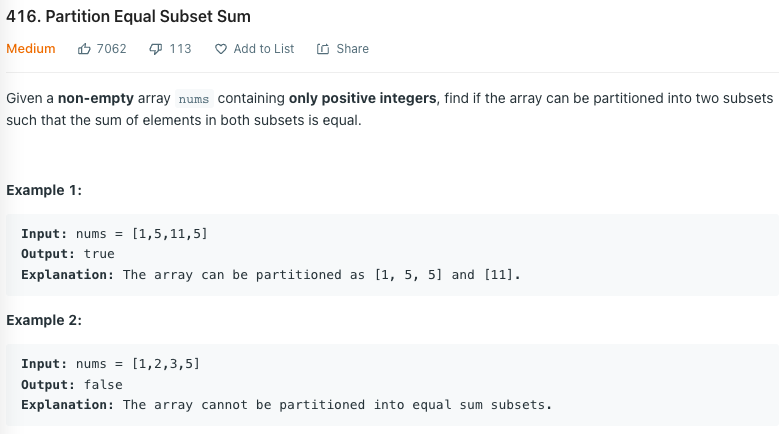 416. Partition Equal Subset Sum
Medium 7062 113 Add to List Share
Given a non-empty array nums containing only positive integers, find if the array can be partitioned into two subsets
such that the sum of elements in both subsets is equal.
Example 1:
Input: nums = [1,5,11,5]
Output: true
Explanation: The array can be partitioned as [1, 5, 5] and [11].
Example 2:
Input: nums = [1,2,3,5]
Output: false
Explanation: The array cannot be partitioned into equal sum subsets.